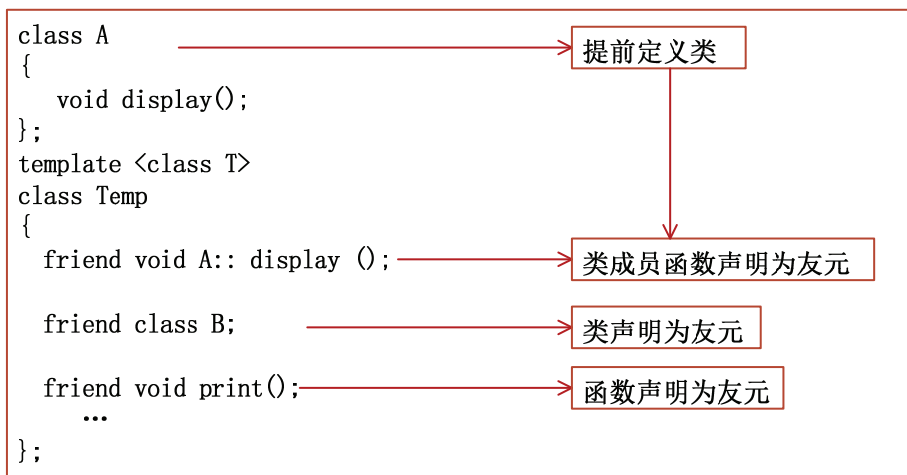 class A
提前定义类
{
void display();
};
template <class T>
class Temp
{
friend void A:: display ();
类成员函数声明为友元
friend class B;
类声明为友元
friend void print();
函数声明为友元
…
};